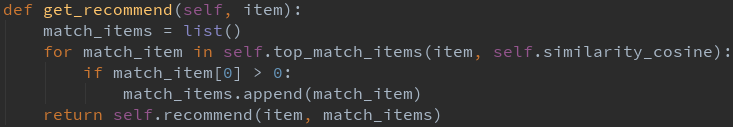 def get_recommend(self, item):
    match_items = list()
    for match_item in self.top_match_items(item, self.similarity_cosine):
        if match_item[0] > 0:
            match_items.append(match_item)
    return self.recommend(item, match_items)